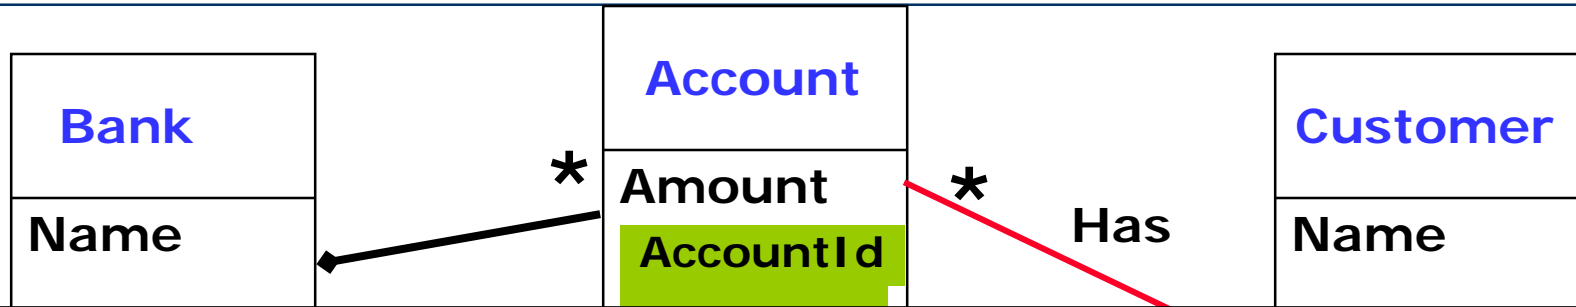 Bank
Name
Account
*
Amount
AccountId
*
Has
Customer
Name